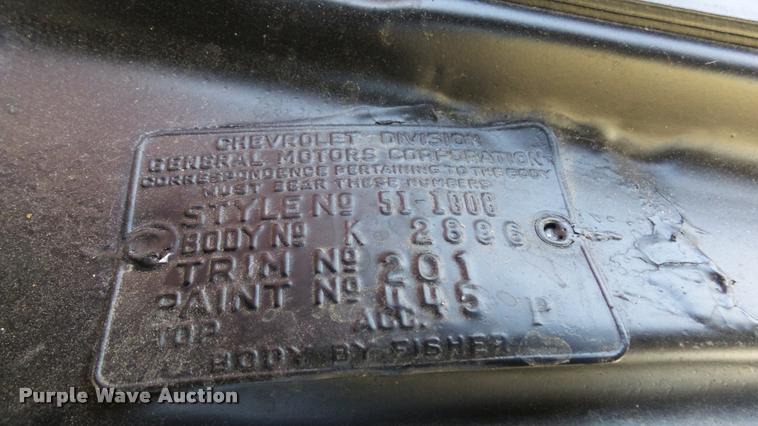 CHEVROLET DIVISION
GENERAL MOTORS CORPORATION
CORRESPONDENCE PERTAINING TO THE BODY
MUST BEAR THESE NUMBERS
STYLE NO 51-1008
BODY NO K 2896
TRIM NO 201
PAINT NO 445
TOP ACC. P
BODY BY FISHER
Purple Wave Auction